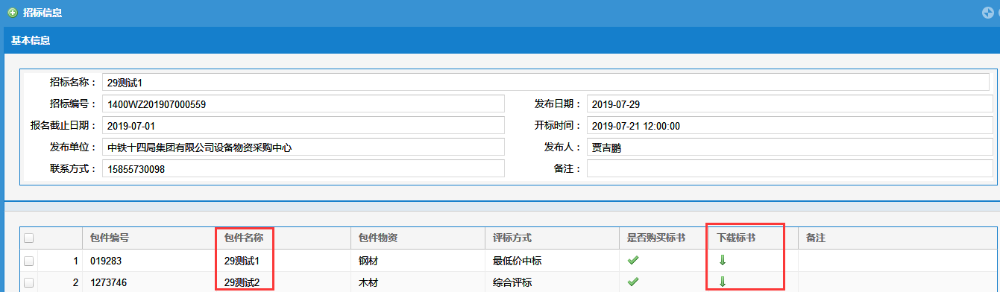 招标信息
基本信息
招标名称： 29测试1
招标编号： 1400WZ201907000559 发布日期： 2019-07-29
报名截止日期： 2019-07-01 开标时间： 2019-07-21 12:00:00
发布单位： 中铁十四局集团有限公司设备物资采购中心 发布人： 贾吉鹏
联系方式： 15855730098 备注：
包件编号 包件名称 包件物资 评标方式 是否购买标书 下载标书 备注
1 019283 29测试1 钢材 最低价中标
2 1273746 29测试2 木材 综合评标